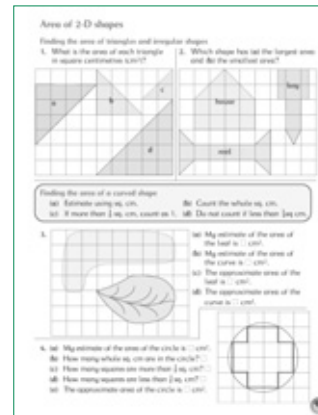 Area of 2-D shapes
Finding the area of triangles and irregular shapes
1. What is the area of each triangle
in square centimetres (cm²)?
2. Which shape has (a) the largest area
and (b) the smallest area?
a
b
c
d
house
key
Finding the area of a curved shape
(a) Estimate using sq. cm.
(b) Count the whole sq. cm.
(c) If more than ½ sq. cm, count as 1.
(d) Do not count if less than ½ sq. cm.
3.
(a) My estimate of the area of
the leaf is □ cm².
(b) My estimate of the area of
the curve is □ cm².
(c) The approximate area of the
leaf is □ cm².
(d) The approximate area of the
curve is □ cm².
4. (a) My estimate of the area of the circle is □ cm².
(b) How many whole sq. cm are in the circle? □
(c) How many squares are more than ½ sq. cm? □
(d) How many squares are less than ½ sq. cm? □
(e) The approximate area of the circle is □ cm².